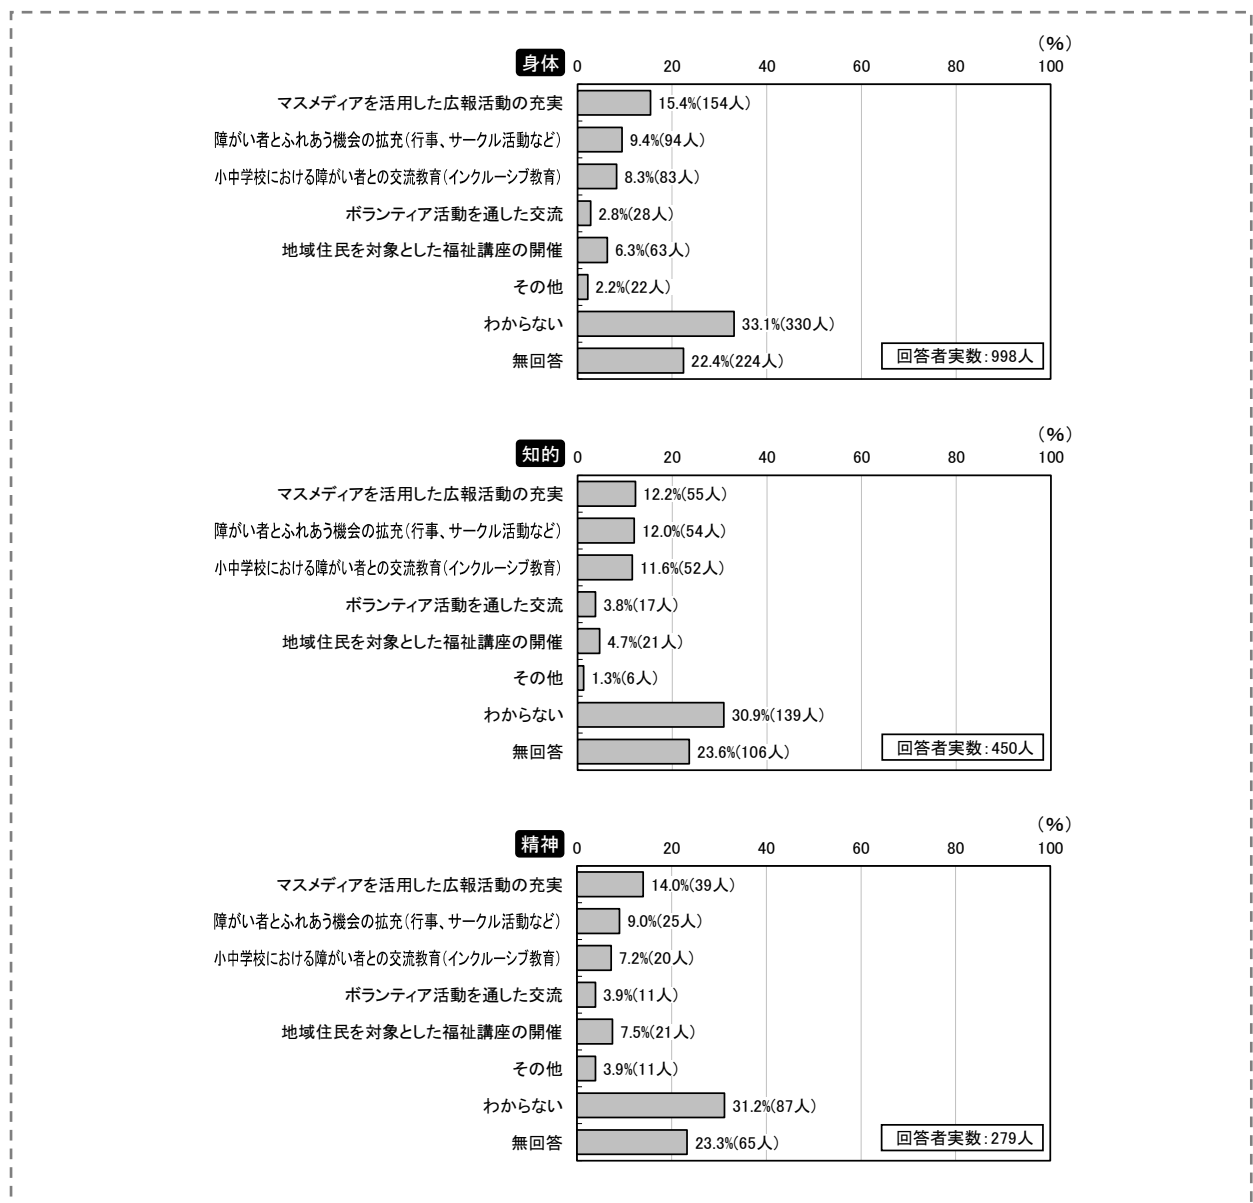 (%)
身体 0 20 40 60 80 100
マスメディアを活用した広報活動の充実 15.4%(154人)
障がい者とふれあう機会の拡充(行事、サークル活動など) 9.4%(94人)
小中学校における障がい者との交流教育(インクルーシブ教育) 8.3%(83人)
ボランティア活動を通した交流 2.8%(28人)
地域住民を対象とした福祉講座の開催 6.3%(63人)
その他 2.2%(22人)
わからない 33.1%(330人)
無回答 22.4%(224人) 回答者実数:998人
(%)
知的 0 20 40 60 80 100
マスメディアを活用した広報活動の充実 12.2%(55人)
障がい者とふれあう機会の拡充(行事、サークル活動など) 12.0%(54人)
小中学校における障がい者との交流教育(インクルーシブ教育) 11.6%(52人)
ボランティア活動を通した交流 3.8%(17人)
地域住民を対象とした福祉講座の開催 4.7%(21人)
その他 1.3%(6人)
わからない 30.9%(139人)
無回答 23.6%(106人) 回答者実数:450人
(%)
精神 0 20 40 60 80 100
マスメディアを活用した広報活動の充実 14.0%(39人)
障がい者とふれあう機会の拡充(行事、サークル活動など) 9.0%(25人)
小中学校における障がい者との交流教育(インクルーシブ教育) 7.2%(20人)
ボランティア活動を通した交流 3.9%(11人)
地域住民を対象とした福祉講座の開催 7.5%(21人)
その他 3.9%(11人)
わからない 31.2%(87人)
無回答 23.3%(65人) 回答者実数:279人